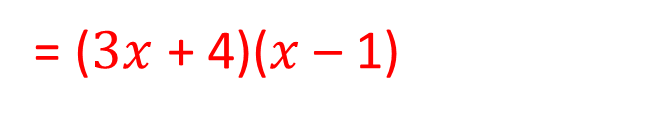 = (3𝑥 + 4)(𝑥 − 1)